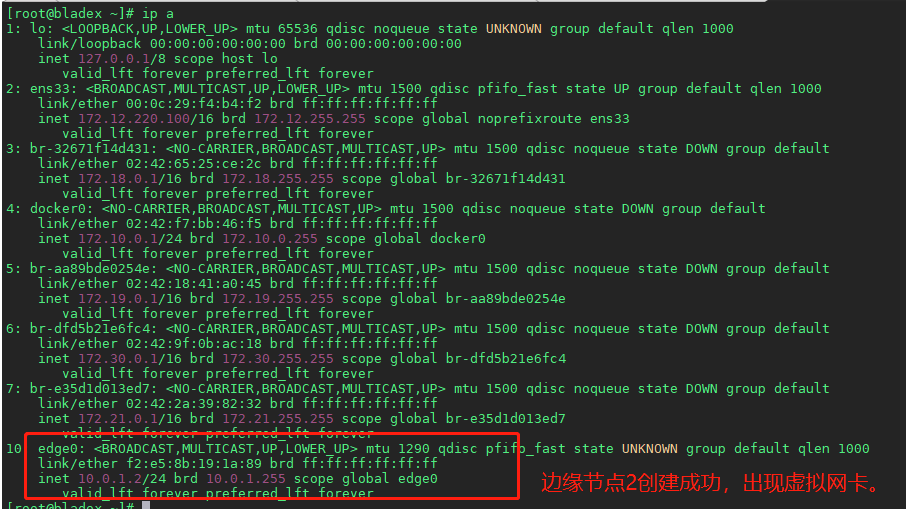 [root@bladex ~]# ip a
1: lo: <LOOPBACK,UP,LOWER_UP> mtu 65536 qdisc noqueue state UNKNOWN group default qlen 1000
    link/loopback 00:00:00:00:00:00 brd 00:00:00:00:00:00
    inet 127.0.0.1/8 scope host lo
       valid_lft forever preferred_lft forever
2: ens33: <BROADCAST,MULTICAST,UP,LOWER_UP> mtu 1500 qdisc pfifo_fast state UP group default qlen 1000
    link/ether 00:0c:29:f4:b4:f2 brd ff:ff:ff:ff:ff:ff
    inet 172.12.220.100/16 brd 172.12.255.255 scope global noprefixroute ens33
       valid_lft forever preferred_lft forever
3: br-32671f14d431: <NO-CARRIER,BROADCAST,MULTICAST,UP> mtu 1500 qdisc noqueue state DOWN group default
    link/ether 02:42:65:25:ce:2c brd ff:ff:ff:ff:ff:ff
    inet 172.18.0.1/16 brd 172.18.255.255 scope global br-32671f14d431
       valid_lft forever preferred_lft forever
4: docker0: <NO-CARRIER,BROADCAST,MULTICAST,UP> mtu 1500 qdisc noqueue state DOWN group default
    link/ether 02:42:f7:bb:46:f5 brd ff:ff:ff:ff:ff:ff
    inet 172.10.0.1/24 brd 172.10.0.255 scope global docker0
       valid_lft forever preferred_lft forever
5: br-aa89bde0254e: <NO-CARRIER,BROADCAST,MULTICAST,UP> mtu 1500 qdisc noqueue state DOWN group default
    link/ether 02:42:18:41:a0:45 brd ff:ff:ff:ff:ff:ff
    inet 172.19.0.1/16 brd 172.19.255.255 scope global br-aa89bde0254e
       valid_lft forever preferred_lft forever
6: br-dfd5b21e6fc4: <NO-CARRIER,BROADCAST,MULTICAST,UP> mtu 1500 qdisc noqueue state DOWN group default
    link/ether 02:42:9f:0b:ac:18 brd ff:ff:ff:ff:ff:ff
    inet 172.30.0.1/16 brd 172.30.255.255 scope global br-dfd5b21e6fc4
       valid_lft forever preferred_lft forever
7: br-e35d1d013ed7: <NO-CARRIER,BROADCAST,MULTICAST,UP> mtu 1500 qdisc noqueue state DOWN group default
    link/ether 02:42:2a:39:82:32 brd ff:ff:ff:ff:ff:ff
    inet 172.21.0.1/16 brd 172.21.255.255 scope global br-e35d1d013ed7
       valid_lft forever preferred_lft forever
10: edge0: <BROADCAST,MULTICAST,UP,LOWER_UP> mtu 1290 qdisc pfifo_fast state UNKNOWN group default qlen 1000
    link/ether f2:e5:8b:19:1a:89 brd ff:ff:ff:ff:ff:ff
    inet 10.0.1.2/24 brd 10.0.1.255 scope global edge0
       valid_lft forever preferred_lft forever
边缘节点2创建成功，出现虚拟网卡。
[root@bladex ~]#